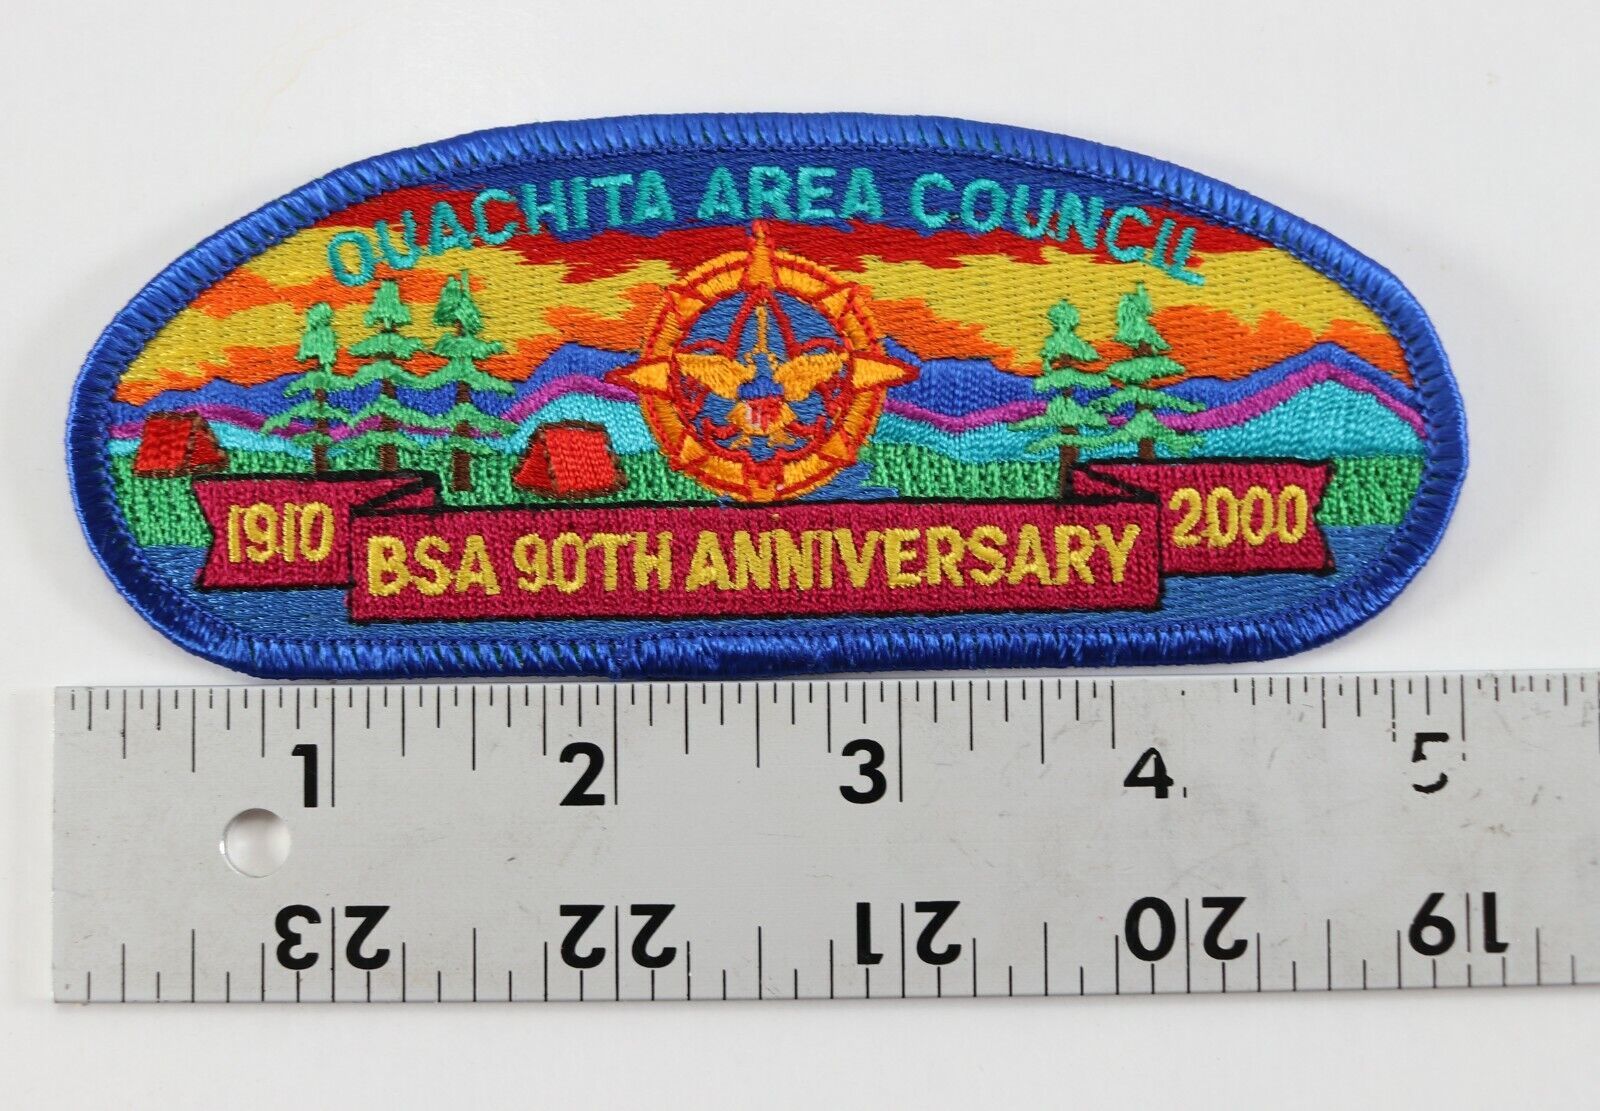 OUACHITA AREA COUNCIL
1910 BSA 90TH ANNIVERSARY 2000
1 2 3 4 5
23 22 21 20 19